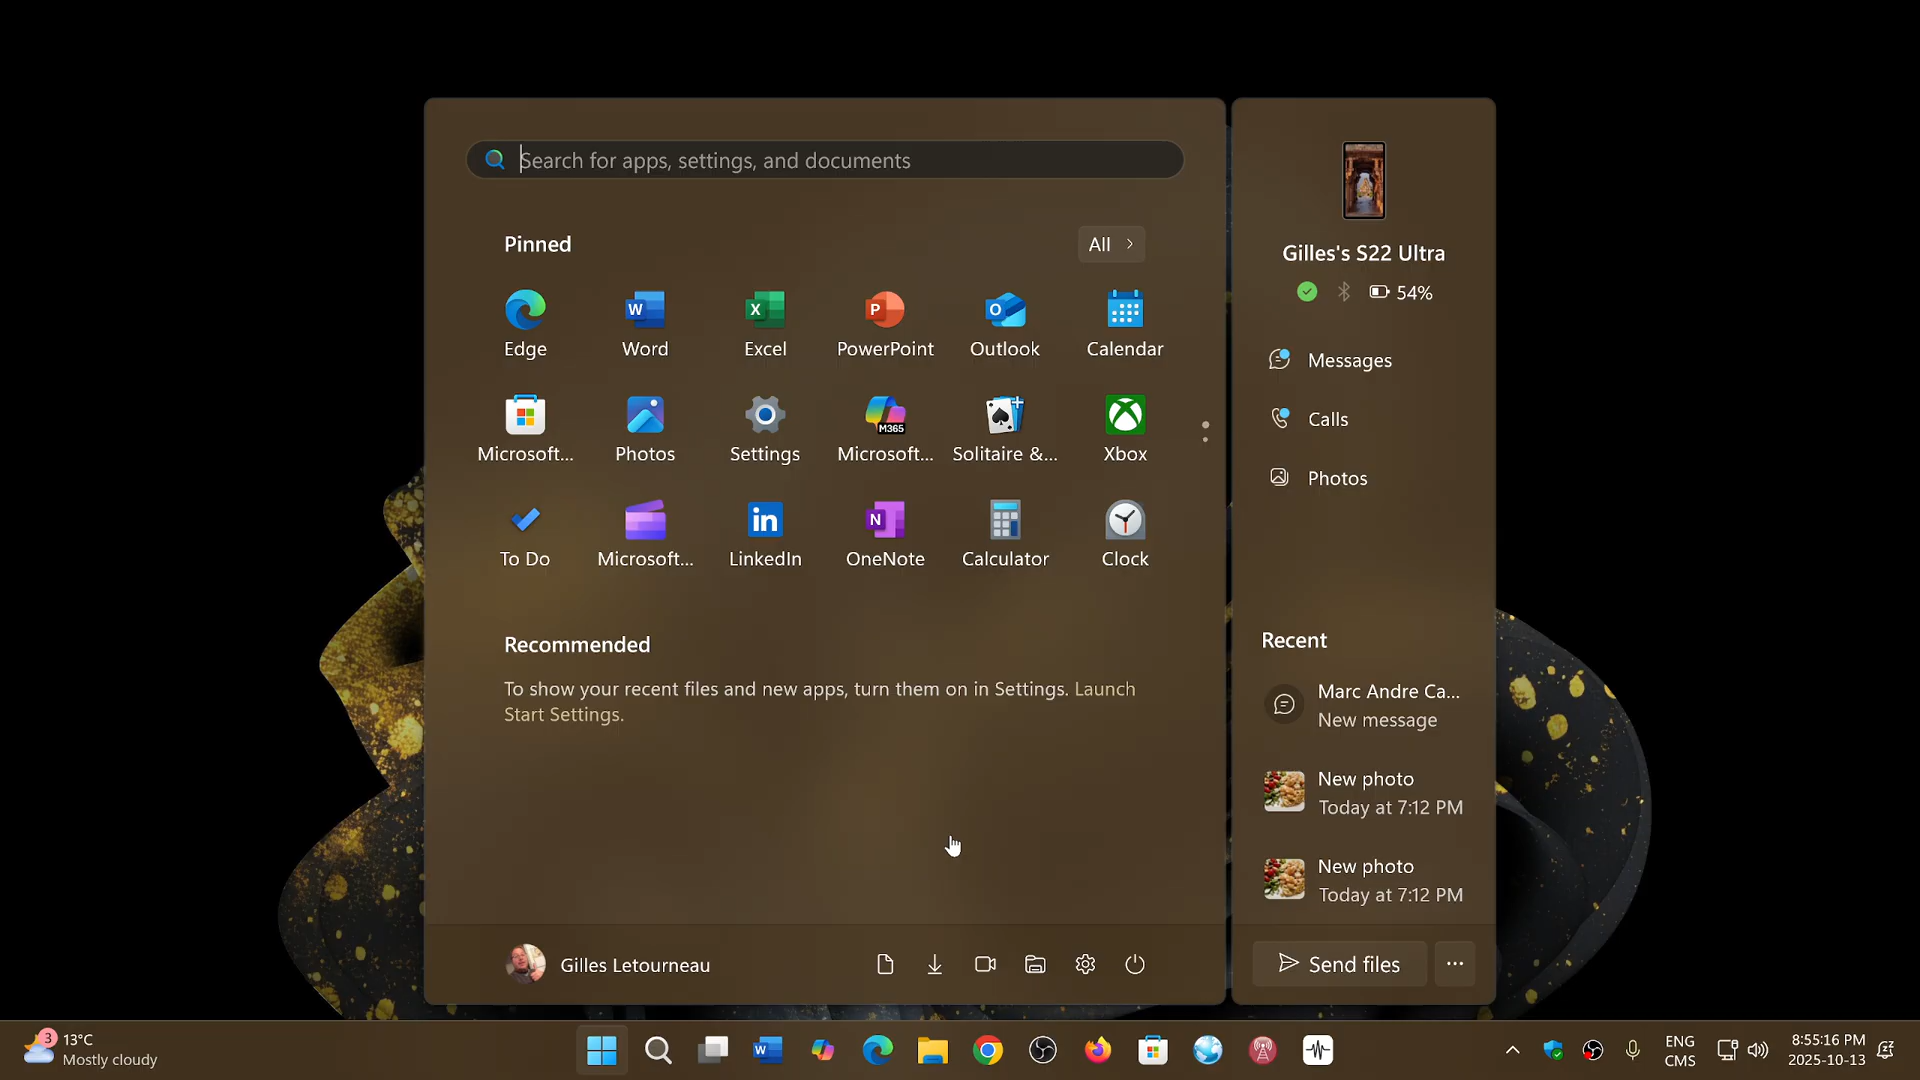 Search for apps, settings, and documents
Pinned
All
Edge
Word
Excel
PowerPoint
Outlook
Calendar
Microsoft...
Photos
Settings
M365
Microsoft...
Solitaire &...
Xbox
To Do
Microsoft...
LinkedIn
OneNote
Calculator
Clock
Recommended
To show your recent files and new apps, turn them on in Settings. Launch
Start Settings.
Gilles Letourneau
Gilles's S22 Ultra
54%
Messages
Calls
Photos
Recent
Marc Andre Ca...
New message
New photo
Today at 7:12 PM
New photo
Today at 7:12 PM
Send files
3
13°C
Mostly cloudy
ENG
CMS
8:55:16 PM
2025-10-13